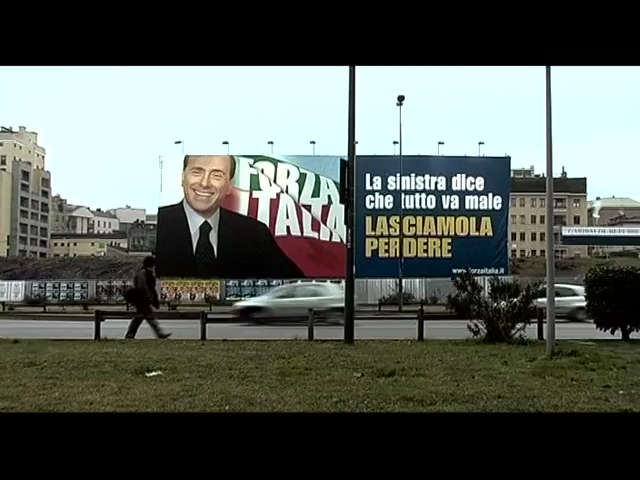 FORZA
ITALIA
La sinistra dice
che tutto va male
LASCIAMOLA
PERDERE
www.forzaitalia.it